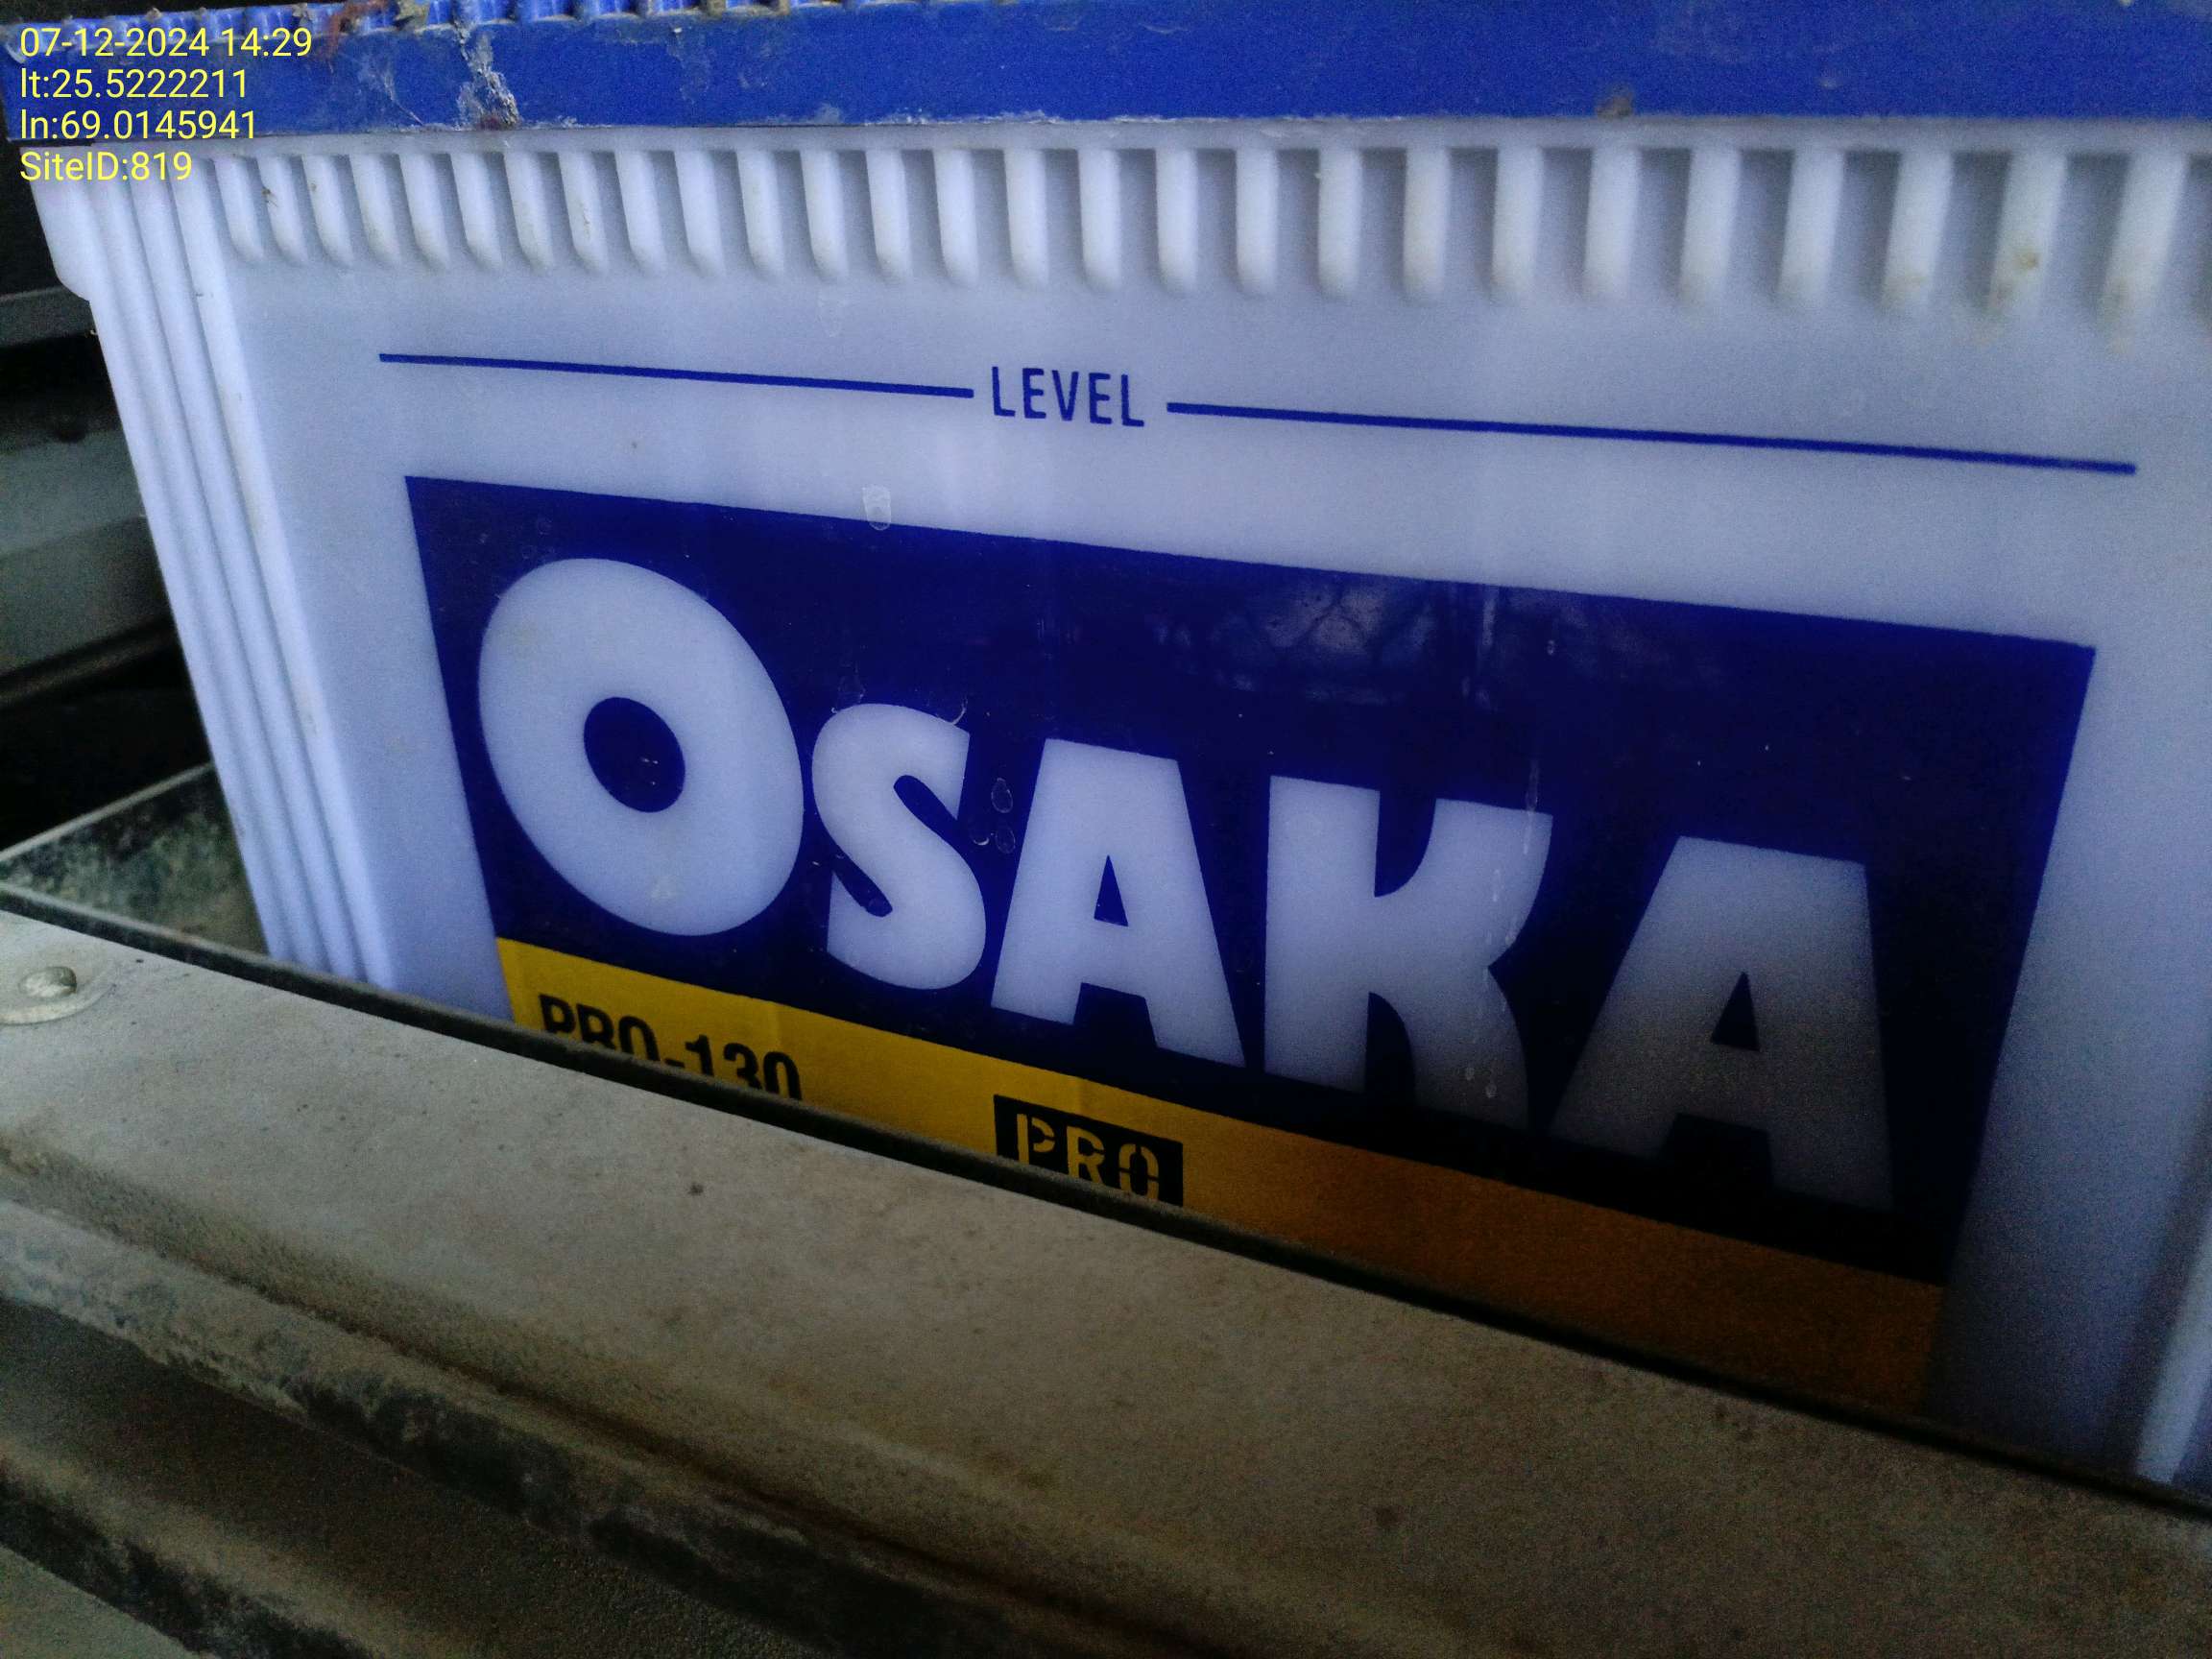 07-12-2024 14:29
lt:25.5222211
ln:69.0145941
SiteID:819
LEVEL
OSAKA
PRO-130
PRO